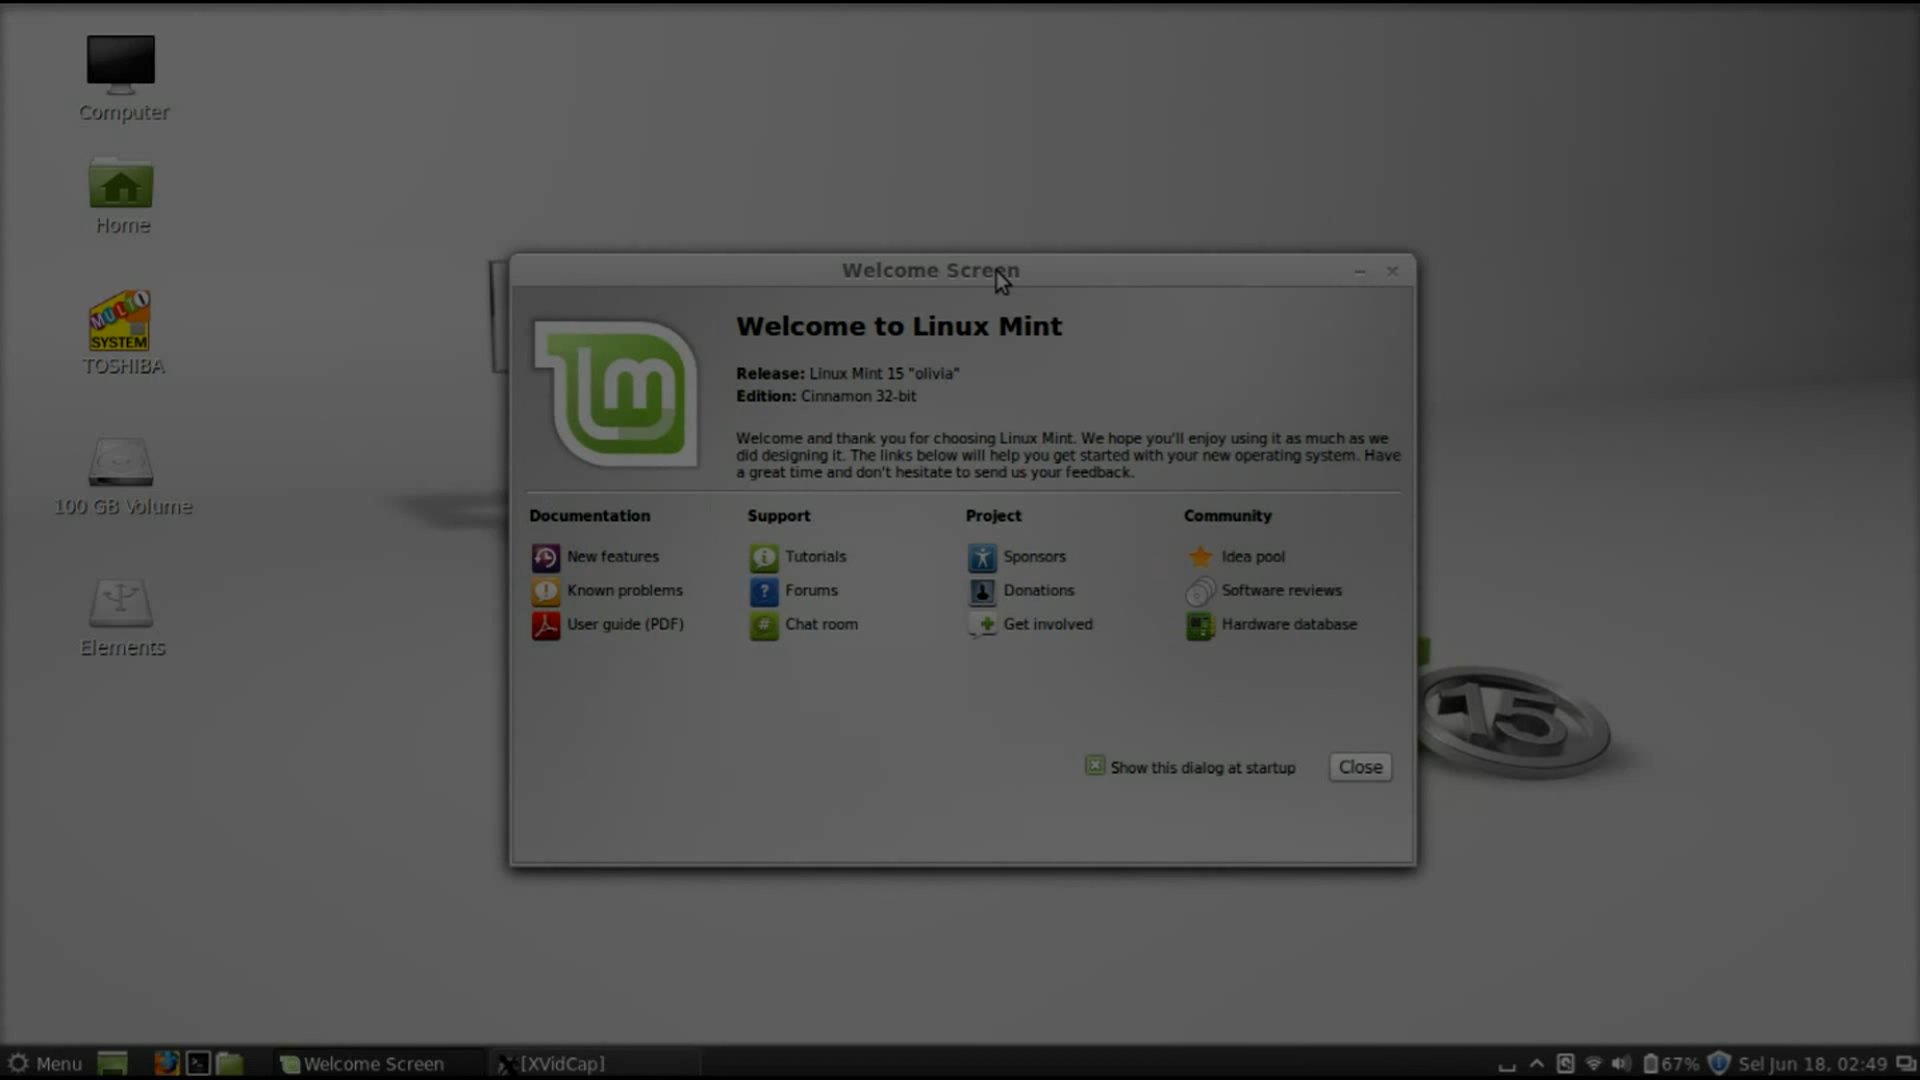 Computer
Home
MULTI
SYSTEM
TOSHIBA
100 GB Volume
Elements
Welcome Screen
Welcome to Linux Mint
Release: Linux Mint 15 "olivia"
Edition: Cinnamon 32-bit
Welcome and thank you for choosing Linux Mint. We hope you'll enjoy using it as much as we
did designing it. The links below will help you get started with your new operating system. Have
a great time and don't hesitate to send us your feedback.
Documentation
New features
Known problems
User guide (PDF)
Support
Tutorials
Forums
Chat room
Project
Sponsors
Donations
Get involved
Community
Idea pool
Software reviews
Hardware database
Show this dialog at startup
Close
15
Menu
Welcome Screen
[XVidCap]
67%
Sel Jun 18, 02:49